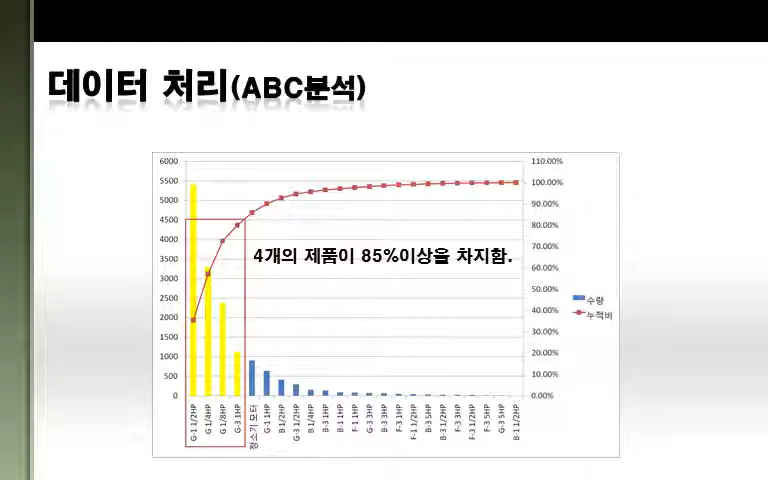 데이터 처리(ABC분석)
6000
5500
5000
4500
4000
3500
3000
2500
2000
1500
1000
500
0
110.00%
100.00%
90.00%
80.00%
70.00%
60.00%
50.00%
40.00%
30.00%
20.00%
10.00%
0.00%
4개의 제품이 85%이상을 차지함.
수량
누적비
G-1 1/2HP
G 1/4HP
G 1/8HP
G-3 1HP
청소기 모터
G-1 1HP
B 1/2HP
G-3 1/2HP
B 1/4HP
B-3 1HP
B-1 1HP
F-1 1HP
G-3 3HP
B-3 3HP
F-3 1HP
F-1 1/2HP
B-3 5HP
B-3 1/2HP
F-3 3HP
F-3 5HP
G-3 5HP
F-3 1/2HP
B-1 1/2HP